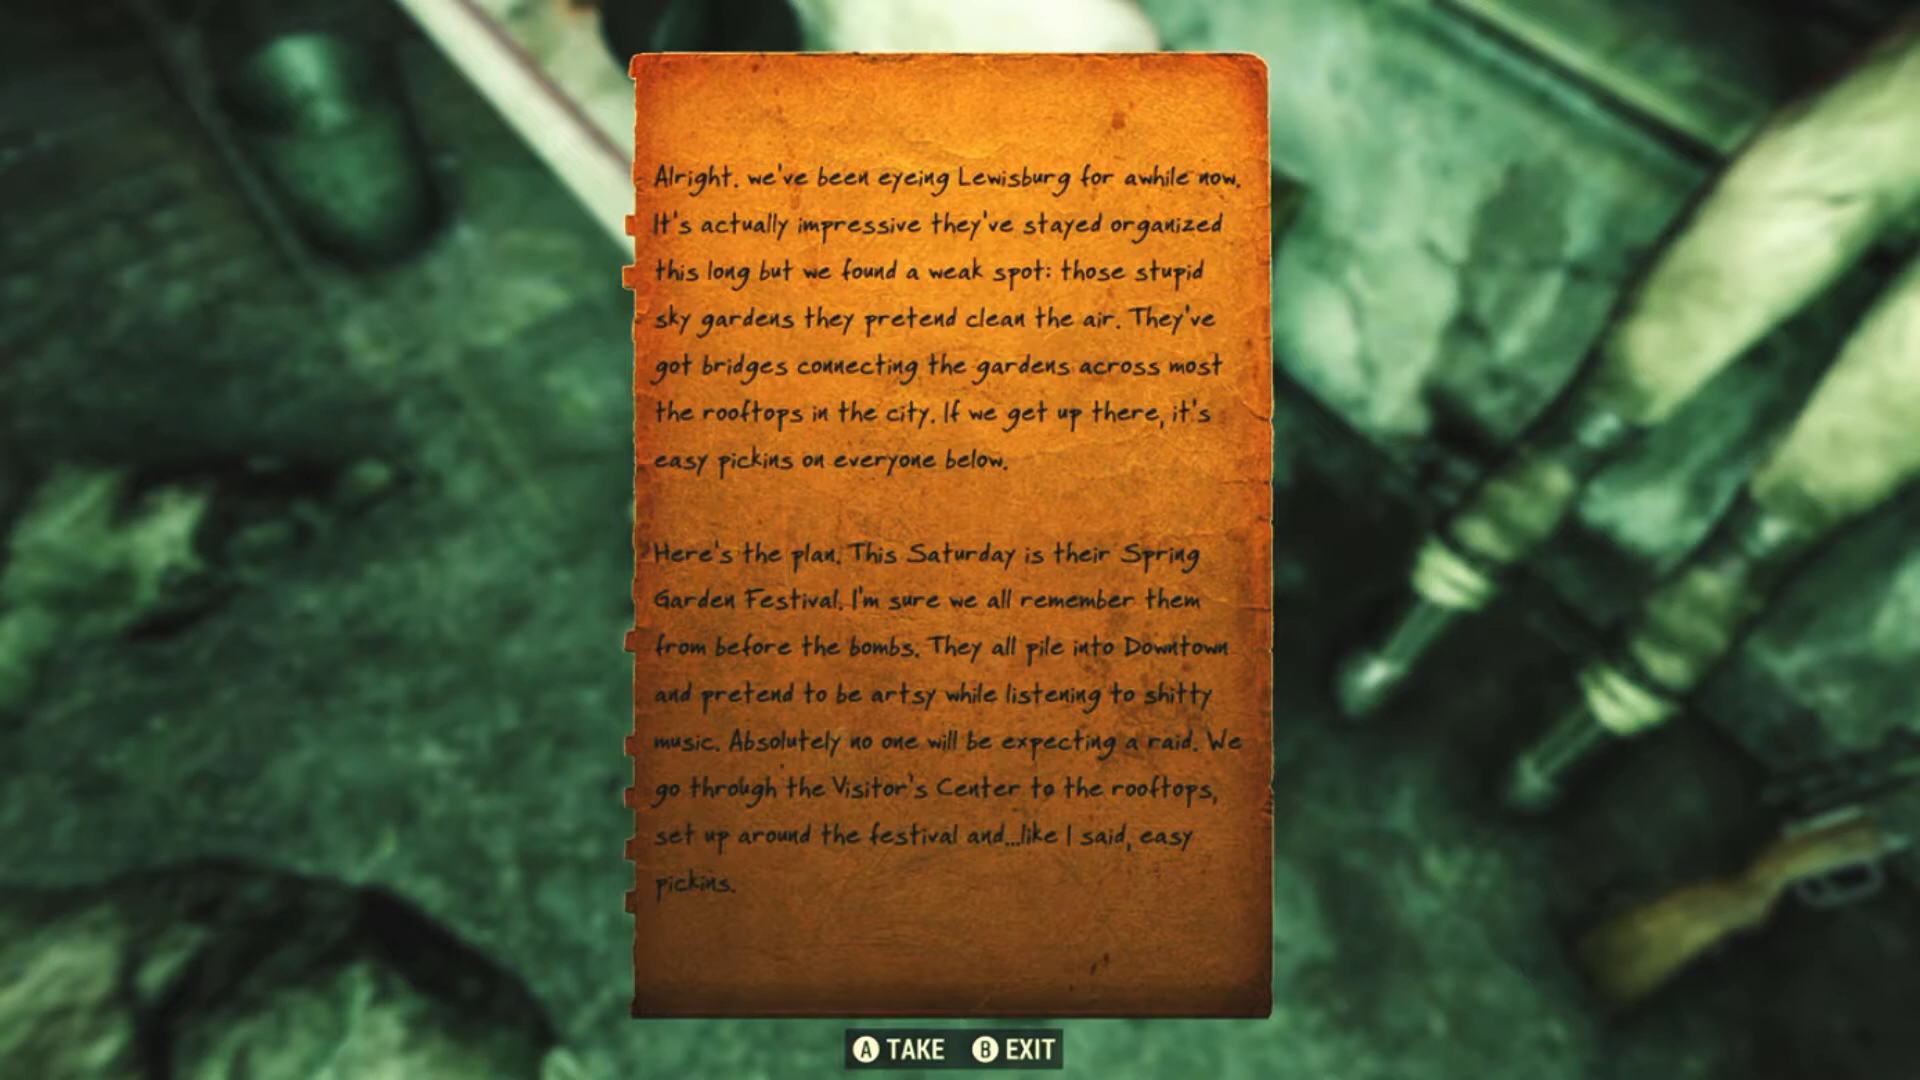 Alright. we've been eyeing Lewisburg for awhile now.
It's actually impressive they've stayed organized
this long but we found a weak spot: those stupid
sky gardens they pretend clean the air. They've
got bridges connecting the gardens across most
the rooftops in the city. If we get up there, it's
easy pickins on everyone below.
Here's the plan. This Saturday is their Spring
Garden Festival. I'm sure we all remember them
from before the bombs. They all pile into Downtown
and pretend to be artsy while listening to shitty
music. Absolutely no one will be expecting a raid. We
go through the Visitor's Center to the rooftops,
set up around the festival and...like I said, easy
pickins.
A TAKE B EXIT